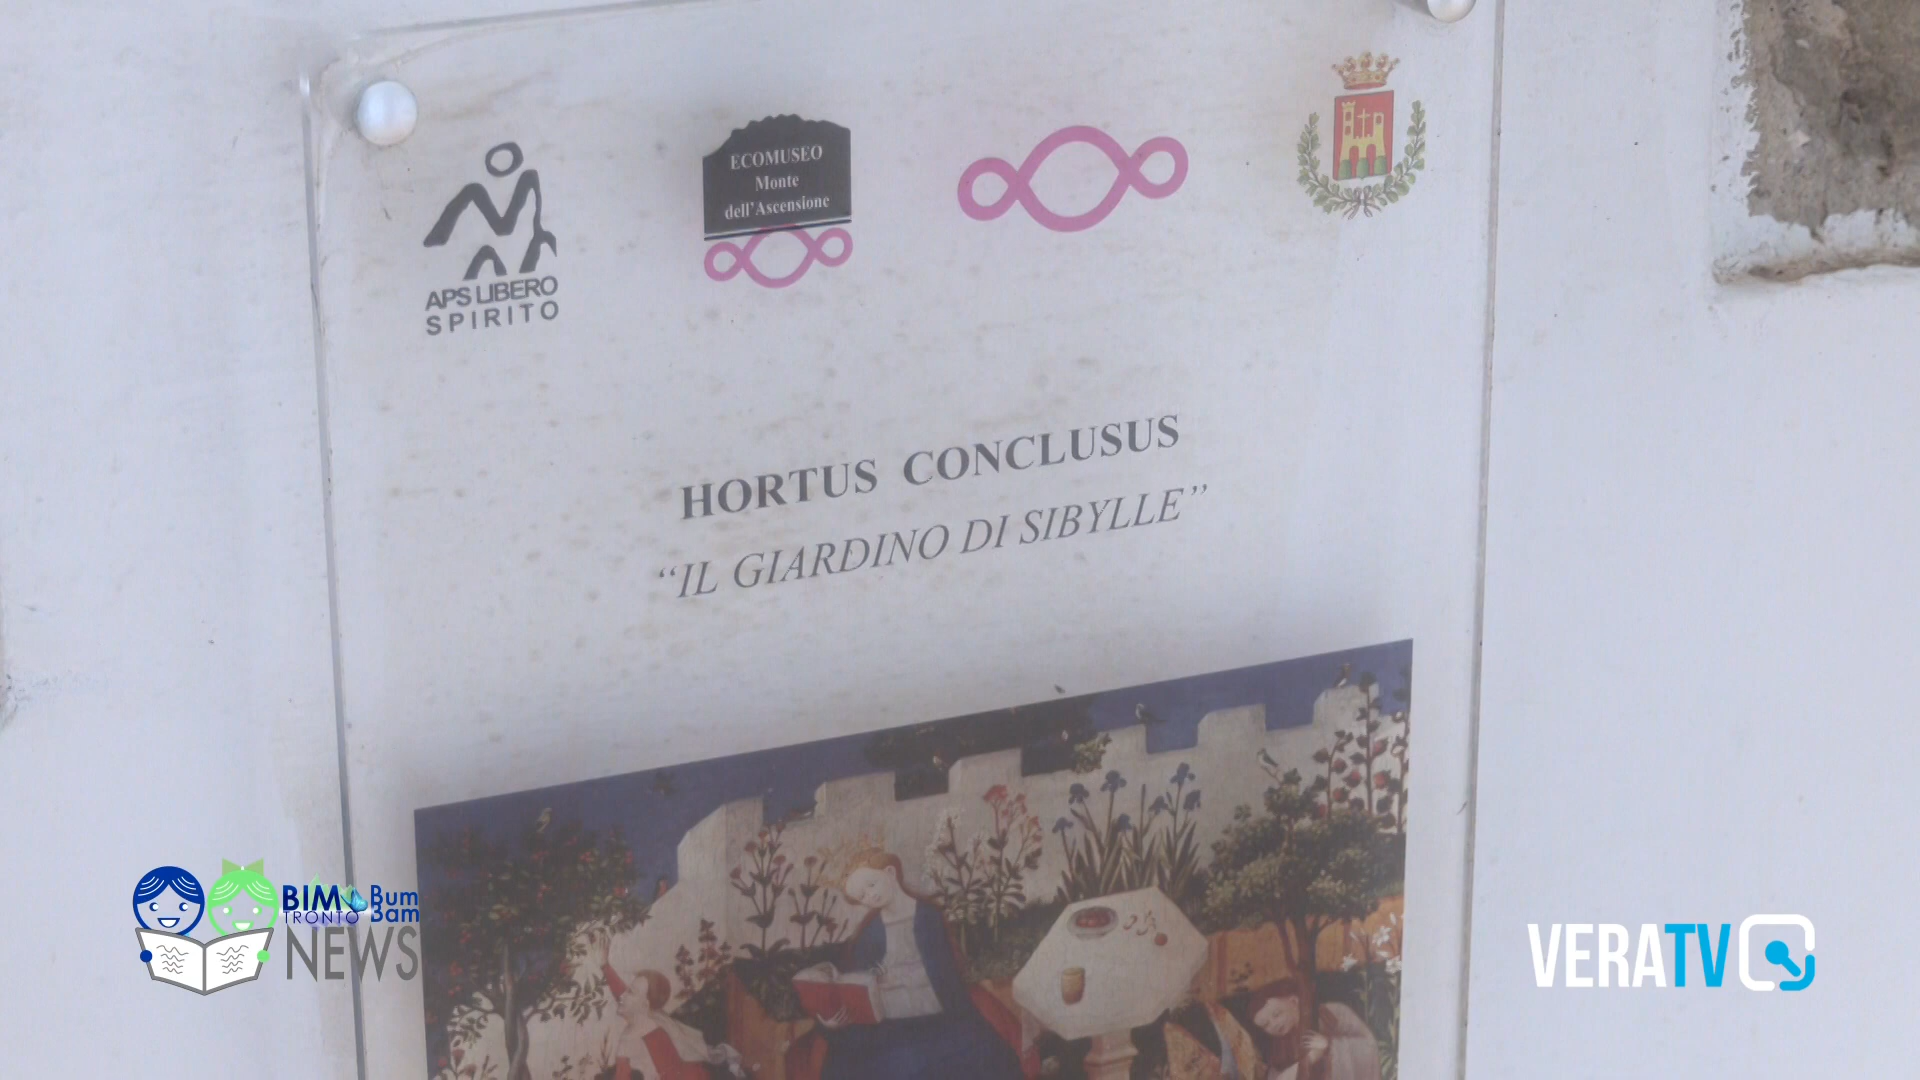 APS LIBERO
SPIRITO
ECOMUSEO
Monte
dell'Ascensione
HORTUS CONCLUSUS
“IL GIARDINO DI SIBYLLE”
BIM Bum
TRONTO Bam
NEWS
VERATV